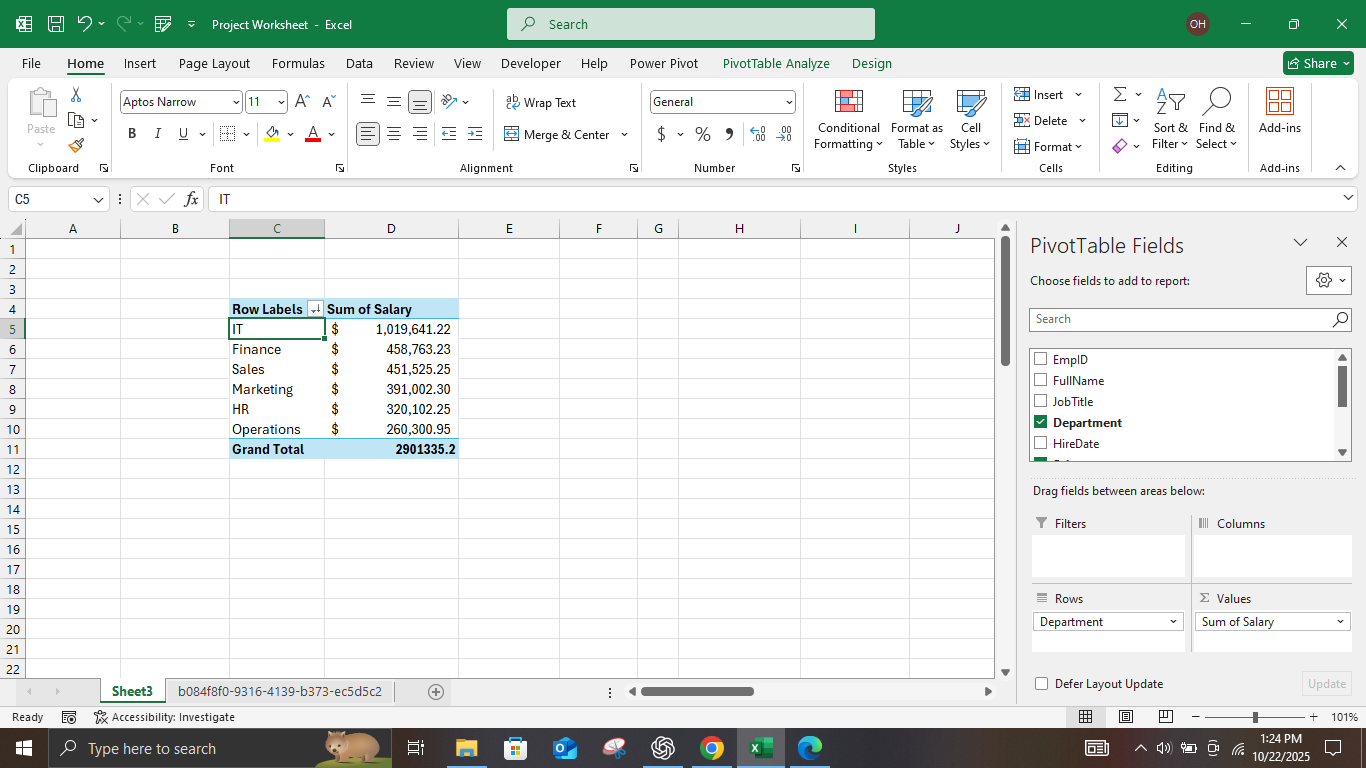 Project Worksheet - Excel
Search
OH
File Home Insert Page Layout Formulas Data Review View Developer Help Power Pivot PivotTable Analyze Design Share
Paste
Clipboard
Aptos Narrow 11 A A
B I U A
Font
ab Wrap Text
Merge & Center
Alignment
General
$ % 9 .00 .00
Number
Conditional Formatting
Format as Table
Cell Styles
Styles
Insert
Delete
Format
Cells
Sort & Filter
Find & Select
Editing
Add-ins
Add-ins
C5 fx IT
A B C D E F G H I J
1
2
3
4 Row Labels Sum of Salary
5 IT $ 1,019,641.22
6 Finance $ 458,763.23
7 Sales $ 451,525.25
8 Marketing $ 391,002.30
9 HR $ 320,102.25
10 Operations $ 260,300.95
11 Grand Total 2901335.2
12
13
14
15
16
17
18
19
20
21
22
PivotTable Fields
Choose fields to add to report:
Search
EmpID
FullName
JobTitle
Department
HireDate
Drag fields between areas below:
Filters
Columns
Rows
Values
Department
Sum of Salary
Defer Layout Update
Update
Sheet3 b084f8f0-9316-4139-b373-ec5d5c2
Ready Accessibility: Investigate 101%
Type here to search
1:24 PM
10/22/2025